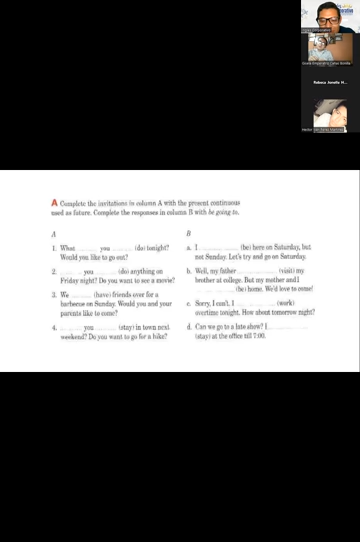 Rebeca Janeth H...
A Complete the invitations in column A with the present continuous
used as future. Complete the responses in column B with be going to.
A
1. What ........ you ........ (do) tonight?
Would you like to go out?
2. ........ you ........ (do) anything on
Friday night? Do you want to see a movie?
3. We ........ (have) friends over for a
barbecue on Sunday. Would you and your
parents like to come?
4. ........ you ........ (stay) in town next
weekend? Do you want to go for a hike?
B
a. I ........ (be) here on Saturday, but
not Sunday. Let's try and go on Saturday.
b. Well, my father ........ (visit) my
brother at college. But my mother and I
........ (be) home. We'd love to come!
c. Sorry, I can't. I ........ (work)
overtime tonight. How about tomorrow night?
d. Can we go to a late show? I ........
(stay) at the office till 7:00.